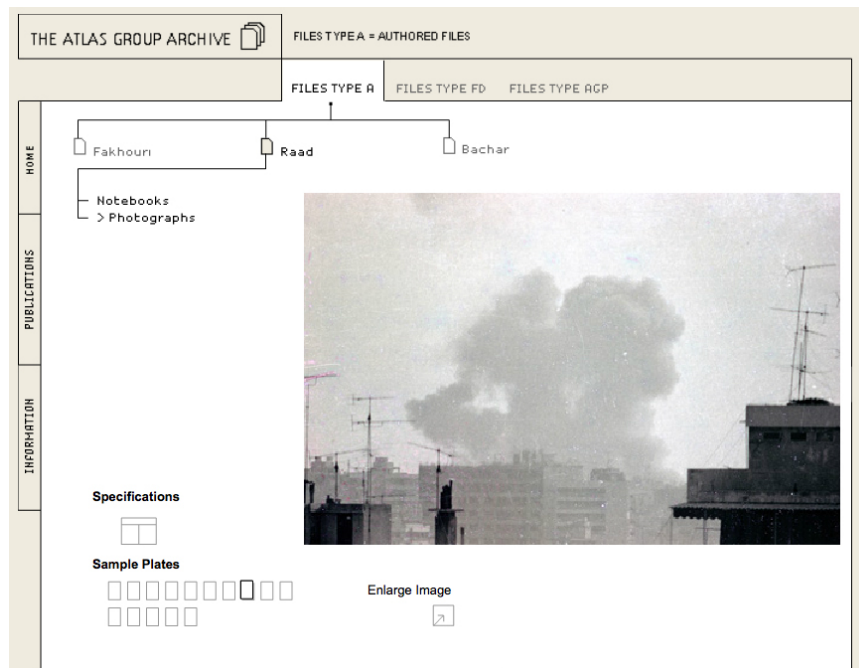 THE ATLAS GROUP ARCHIVE
FILES TYPE A = AUTHORED FILES
FILES TYPE A
FILES TYPE FD
FILES TYPE AGP
HOME
PUBLICATIONS
INFORMATION
Fakhouri
Raad
Bachar
Notebooks
> Photographs
Specifications
Sample Plates
Enlarge Image